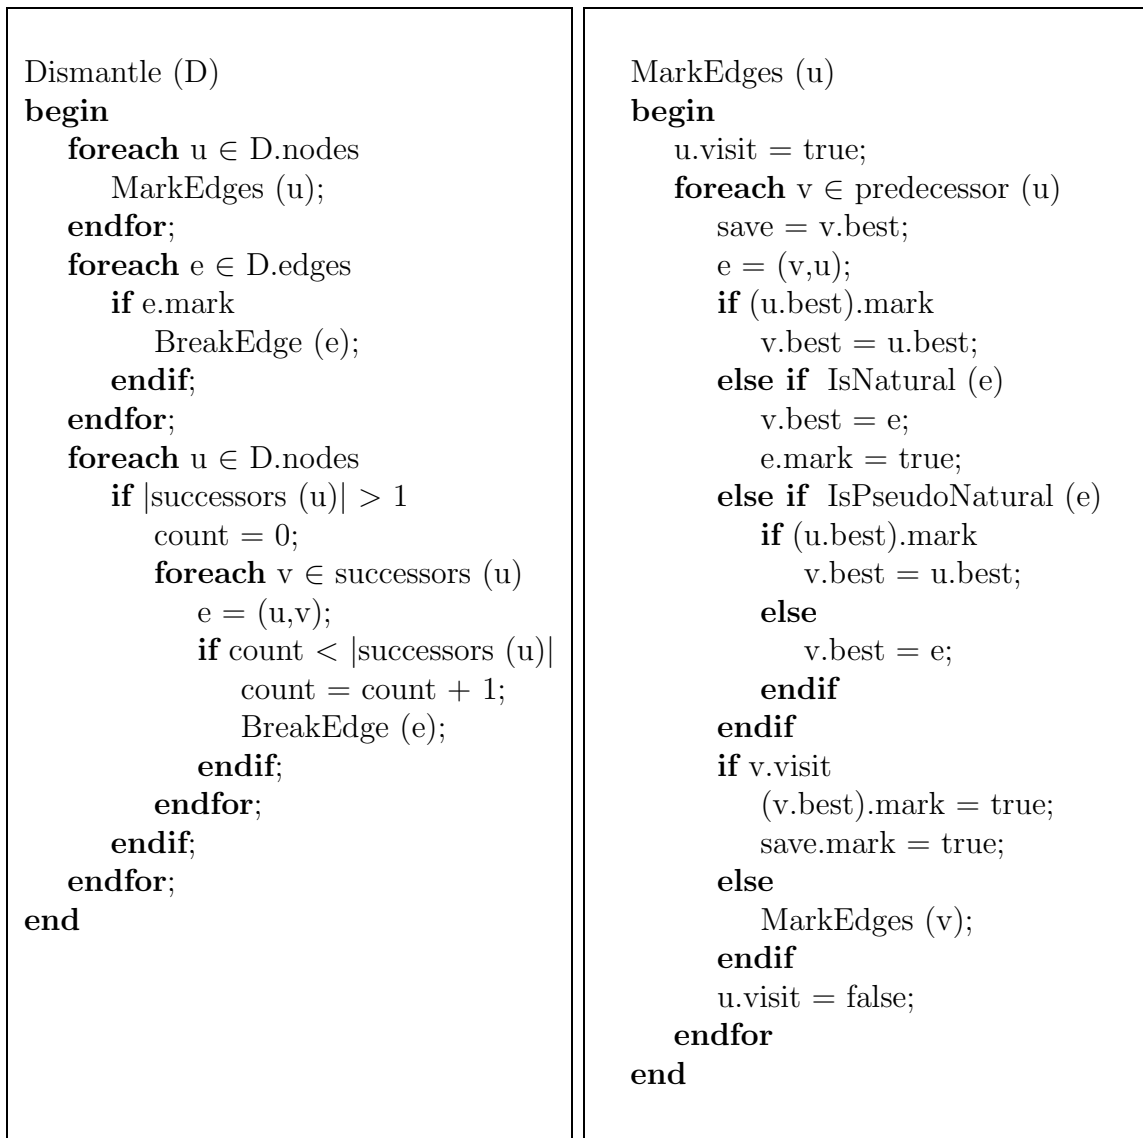 Dismantle (D)
begin
foreach u ∈ D.nodes
MarkEdges (u);
endfor;
foreach e ∈ D.edges
if e.mark
BreakEdge (e);
endif;
endfor;
foreach u ∈ D.nodes
if |successors (u)| > 1
count = 0;
foreach v ∈ successors (u)
e = (u,v);
if count < |successors (u)|
count = count + 1;
BreakEdge (e);
endif;
endfor;
endif;
endfor;
end
MarkEdges (u)
begin
u.visit = true;
foreach v ∈ predecessor (u)
save = v.best;
e = (v,u);
if (u.best).mark
v.best = u.best;
else if IsNatural (e)
v.best = e;
e.mark = true;
else if IsPseudoNatural (e)
if (u.best).mark
v.best = u.best;
else
v.best = e;
endif
endif
if v.visit
(v.best).mark = true;
save.mark = true;
else
MarkEdges (v);
endif
u.visit = false;
endfor
end